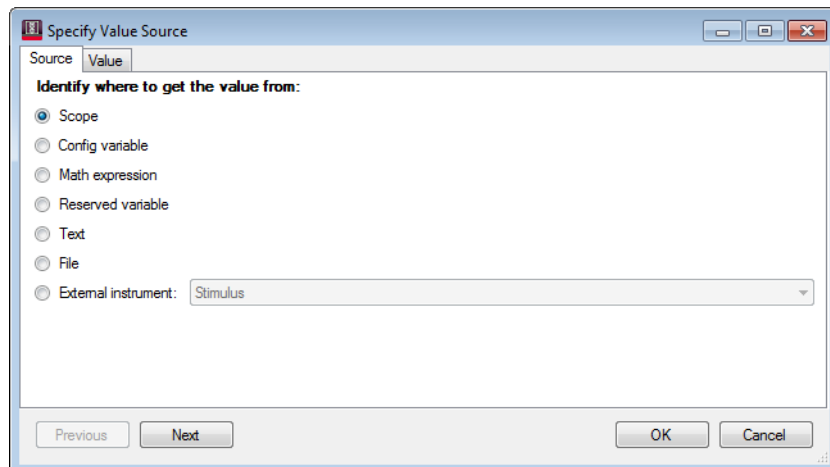 Specify Value Source
Source Value
Identify where to get the value from:
Scope
Config variable
Math expression
Reserved variable
Text
File
External instrument: Stimulus
Previous Next OK Cancel